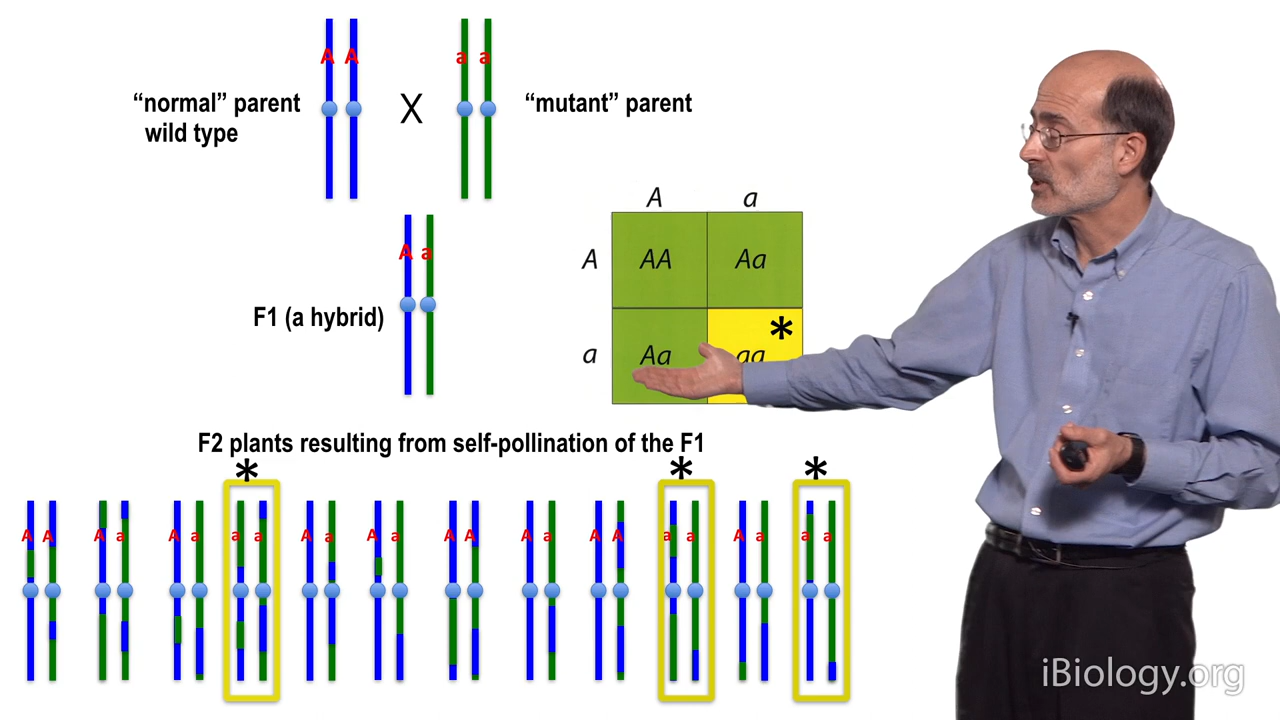 A A a a
"normal" parent X "mutant" parent
wild type
A a
A AA Aa
A a
F1 (a hybrid)
*
a Aa aa
F2 plants resulting from self-pollination of the F1
* * *
A A A a A a a a A a A a A A A a A A a a A a a a
iBiology.org